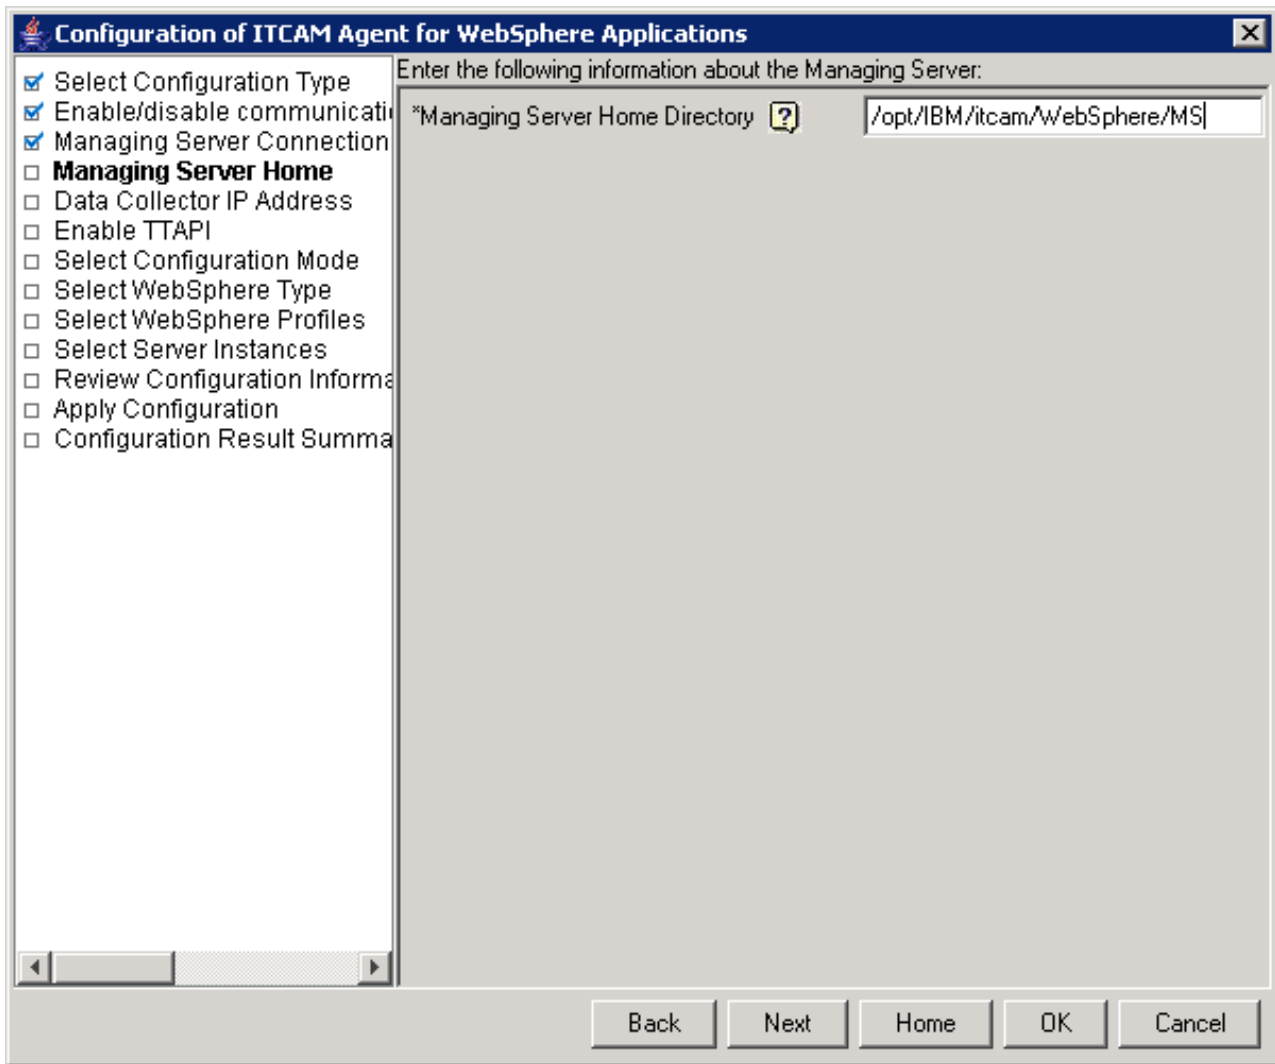 Configuration of ITCAM Agent for WebSphere Applications
Select Configuration Type
Enable/disable communicati
Managing Server Connection
Managing Server Home
Data Collector IP Address
Enable TTAPI
Select Configuration Mode
Select WebSphere Type
Select WebSphere Profiles
Select Server Instances
Review Configuration Informa
Apply Configuration
Configuration Result Summa
Enter the following information about the Managing Server:
*Managing Server Home Directory ? /opt/IBM/itcam/WebSphere/MS
Back Next Home OK Cancel